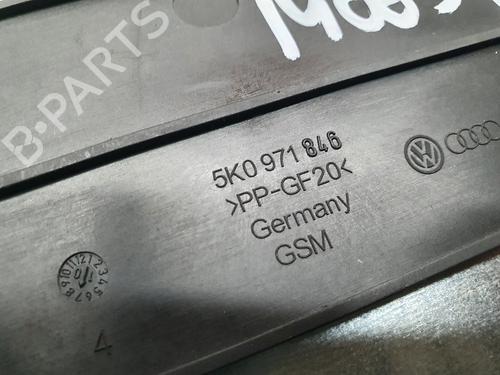 B-PARTS
5K0 971 846
>PP-GF20<
Germany
GSM
4